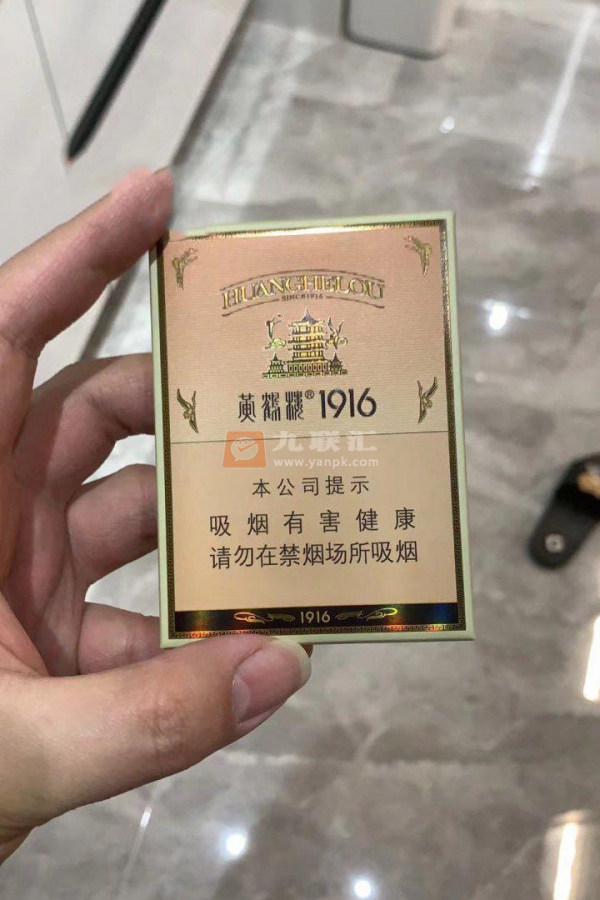 HUANGHELOU
SINCE1916
黄鹤楼® 1916
九联汇
www.yanpk.com
本公司提示
吸烟有害健康
请勿在禁烟场所吸烟
1916